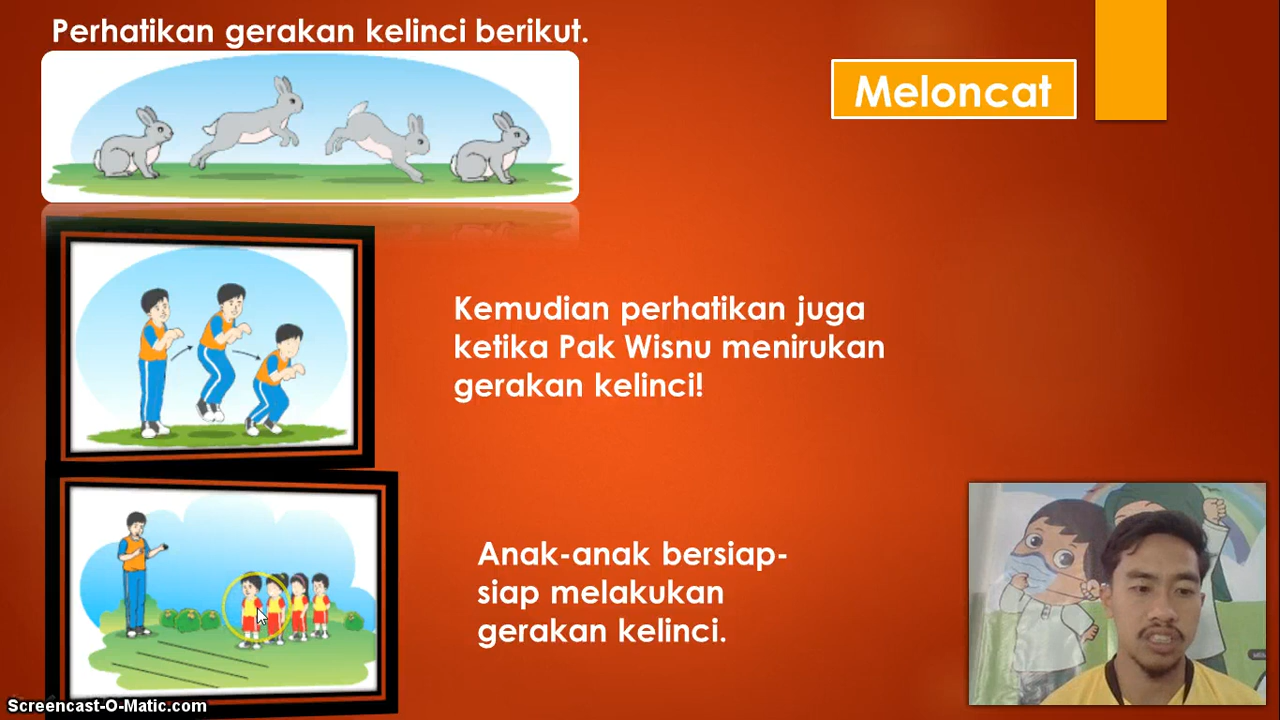 Perhatikan gerakan kelinci berikut.
Meloncat
Kemudian perhatikan juga
ketika Pak Wisnu menirukan
gerakan kelinci!
Anak-anak bersiap-
siap melakukan
gerakan kelinci.
Screencast-O-Matic.com